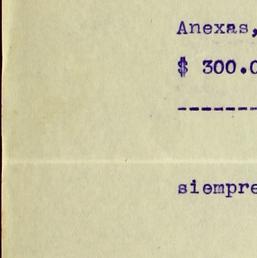 Anexas,
$ 300.0
---------
siempre